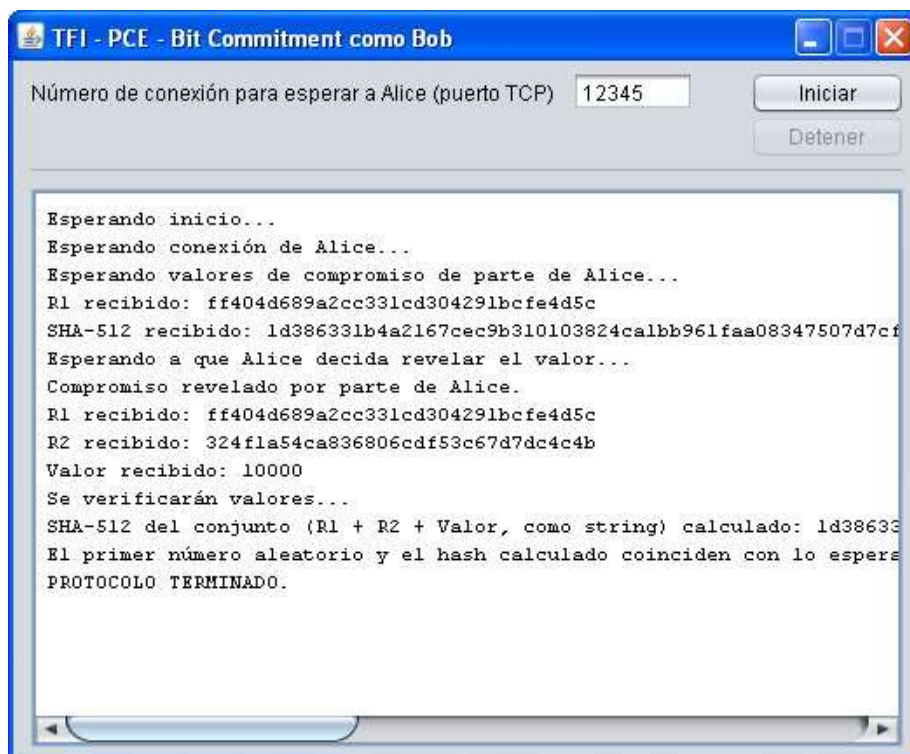 TFI - PCE - Bit Commitment como Bob
Número de conexión para esperar a Alice (puerto TCP) 12345 Iniciar
Detener
Esperando inicio...
Esperando conexión de Alice...
Esperando valores de compromiso de parte de Alice...
R1 recibido: ff404d689a2cc331cd304291bcfe4d5c
SHA-512 recibido: 1d386331b4a2167cec9b310103824ca1bb961faa08347507d7cf
Esperando a que Alice decida revelar el valor...
Compromiso revelado por parte de Alice.
R1 recibido: ff404d689a2cc331cd304291bcfe4d5c
R2 recibido: 324f1a54ca836806cdf53c67d7dc4c4b
Valor recibido: 10000
Se verificarán valores...
SHA-512 del conjunto (R1 + R2 + Valor, como string) calculado: 1d38633
El primer número aleatorio y el hash calculado coinciden con lo espera
PROTOCOLO TERMINADO.